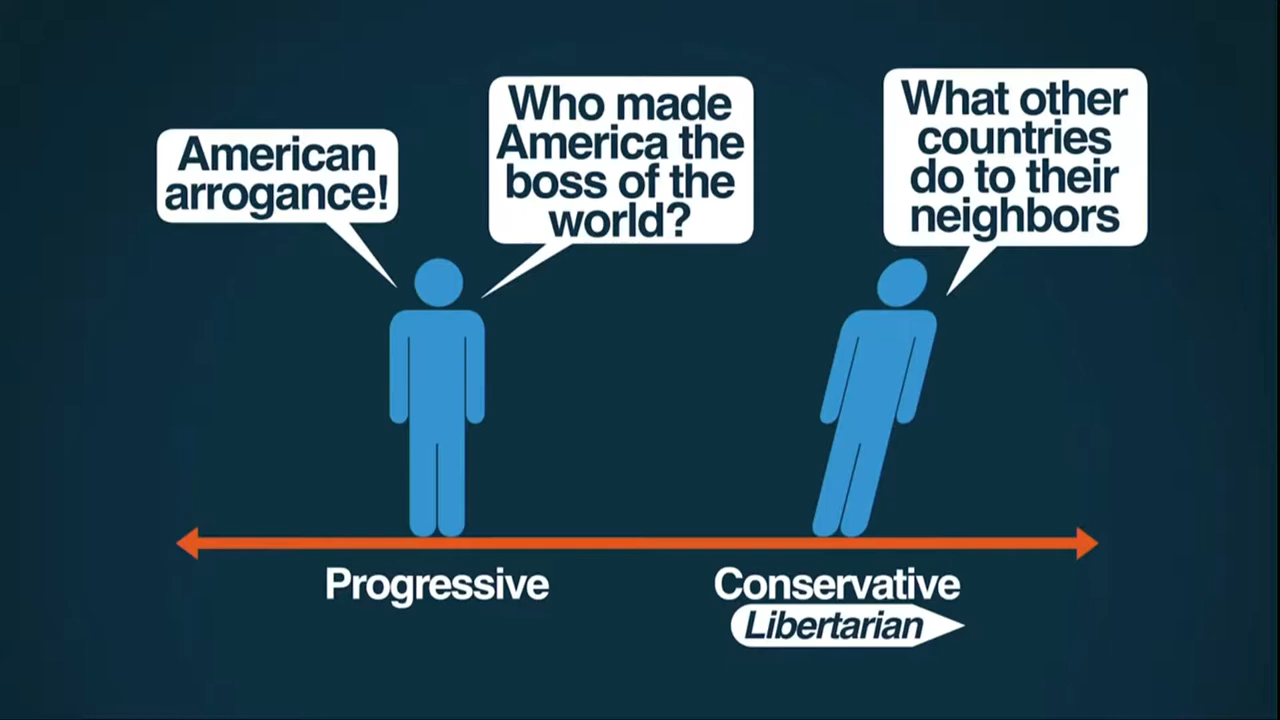 American
arrogance!
Who made
America the
boss of the
world?
What other
countries
do to their
neighbors
Progressive
Conservative
Libertarian